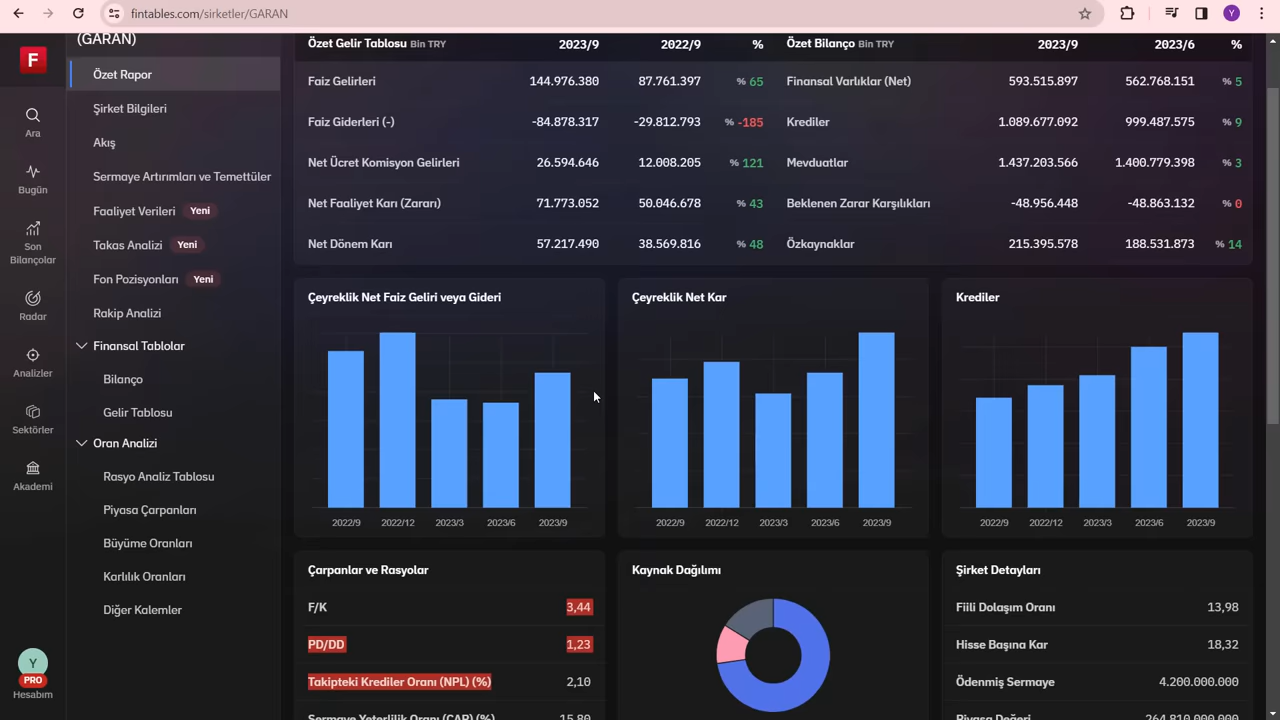 fintables.com/sirketler/GARAN
Y
F
Ara
Bugün
Son
Bilançolar
Radar
Analizler
Sektörler
Akademi
Y
PRO
Hesabım
(GARAN)
Özet Rapor
Şirket Bilgileri
Akış
Sermaye Artırımları ve Temettüler
Faaliyet Verileri Yeni
Takas Analizi Yeni
Fon Pozisyonları Yeni
Rakip Analizi
Finansal Tablolar
Bilanço
Gelir Tablosu
Oran Analizi
Rasyo Analiz Tablosu
Piyasa Çarpanları
Büyüme Oranları
Karlılık Oranları
Diğer Kalemler
Özet Gelir Tablosu Bin TRY 2023/9 2022/9 %
Faiz Gelirleri 144.976.380 87.761.397 % 65
Faiz Giderleri (-) -84.878.317 -29.812.793 % -185
Net Ücret Komisyon Gelirleri 26.594.646 12.008.205 % 121
Net Faaliyet Karı (Zararı) 71.773.052 50.046.678 % 43
Net Dönem Karı 57.217.490 38.569.816 % 48
Özet Bilanço Bin TRY 2023/9 2023/6 %
Finansal Varlıklar (Net) 593.515.897 562.768.151 % 5
Krediler 1.089.677.092 999.487.575 % 9
Mevduatlar 1.437.203.566 1.400.779.398 % 3
Beklenen Zarar Karşılıkları -48.956.448 -48.863.132 % 0
Özkaynaklar 215.395.578 188.531.873 % 14
Çeyreklik Net Faiz Geliri veya Gideri
2022/9 2022/12 2023/3 2023/6 2023/9
Çeyreklik Net Kar
2022/9 2022/12 2023/3 2023/6 2023/9
Krediler
2022/9 2022/12 2023/3 2023/6 2023/9
Çarpanlar ve Rasyolar
F/K 3,44
PD/DD 1,23
Takipteki Krediler Oranı (NPL) (%) 2,10
Sermaye Yeterlilik Oranı (CAR) (%) 15,80
Kaynak Dağılımı
Şirket Detayları
Fiili Dolaşım Oranı 13,98
Hisse Başına Kar 18,32
Ödenmiş Sermaye 4.200.000.000
Piyasa Değeri 264.810.000.000